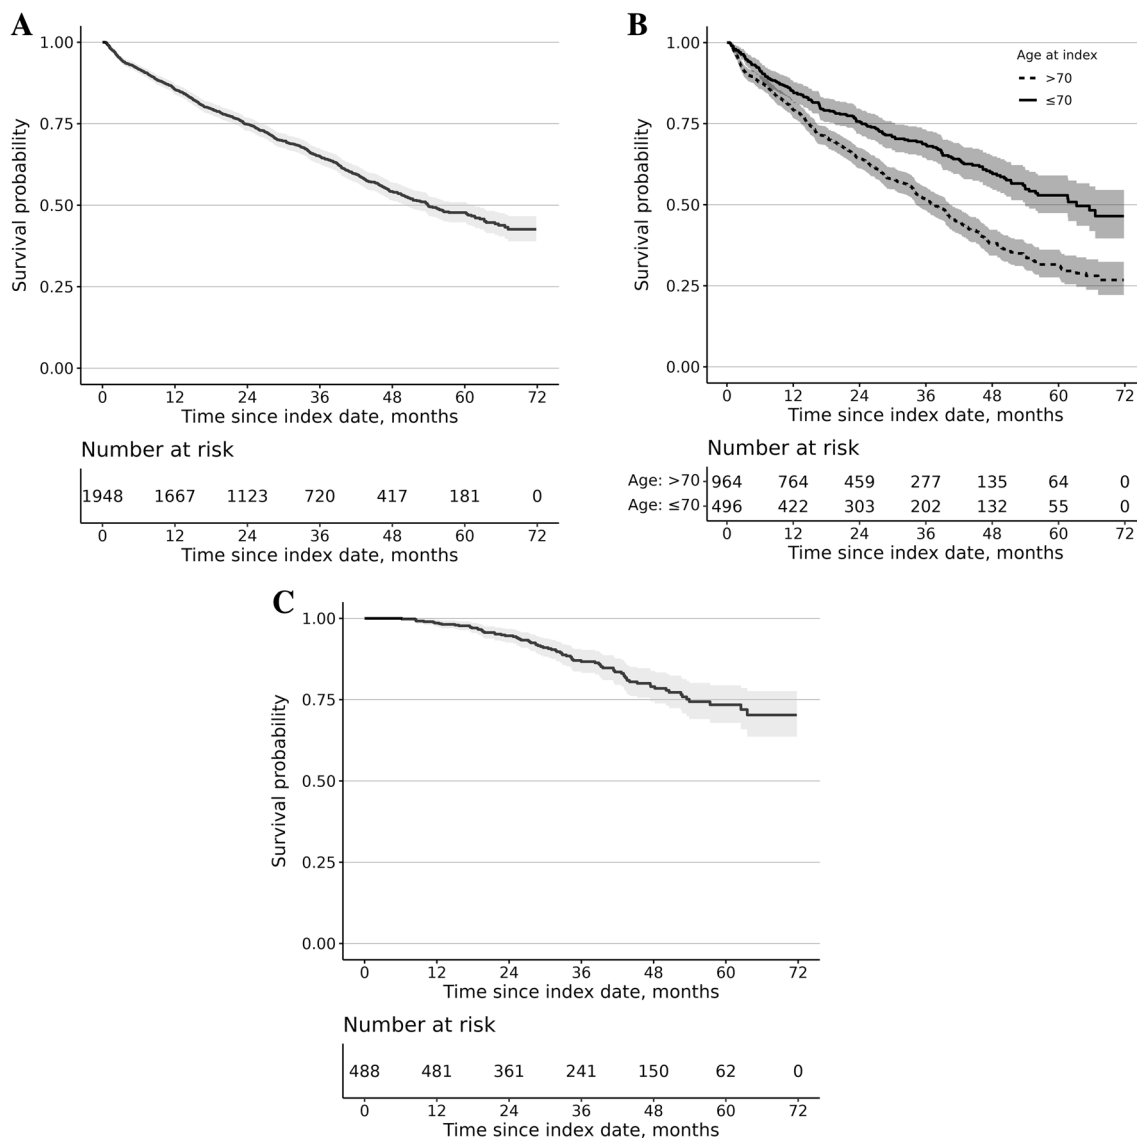 A
Survival probability
1.00
0.75
0.50
0.25
0.00
0 12 24 36 48 60 72
Time since index date, months
Number at risk
1948 1667 1123 720 417 181 0
0 12 24 36 48 60 72
Time since index date, months
B
Survival probability
1.00
0.75
0.50
0.25
0.00
Age at index
>70
≤70
0 12 24 36 48 60 72
Time since index date, months
Number at risk
Age: >70 964 764 459 277 135 64 0
Age: ≤70 496 422 303 202 132 55 0
0 12 24 36 48 60 72
Time since index date, months
C
Survival probability
1.00
0.75
0.50
0.25
0.00
0 12 24 36 48 60 72
Time since index date, months
Number at risk
488 481 361 241 150 62 0
0 12 24 36 48 60 72
Time since index date, months